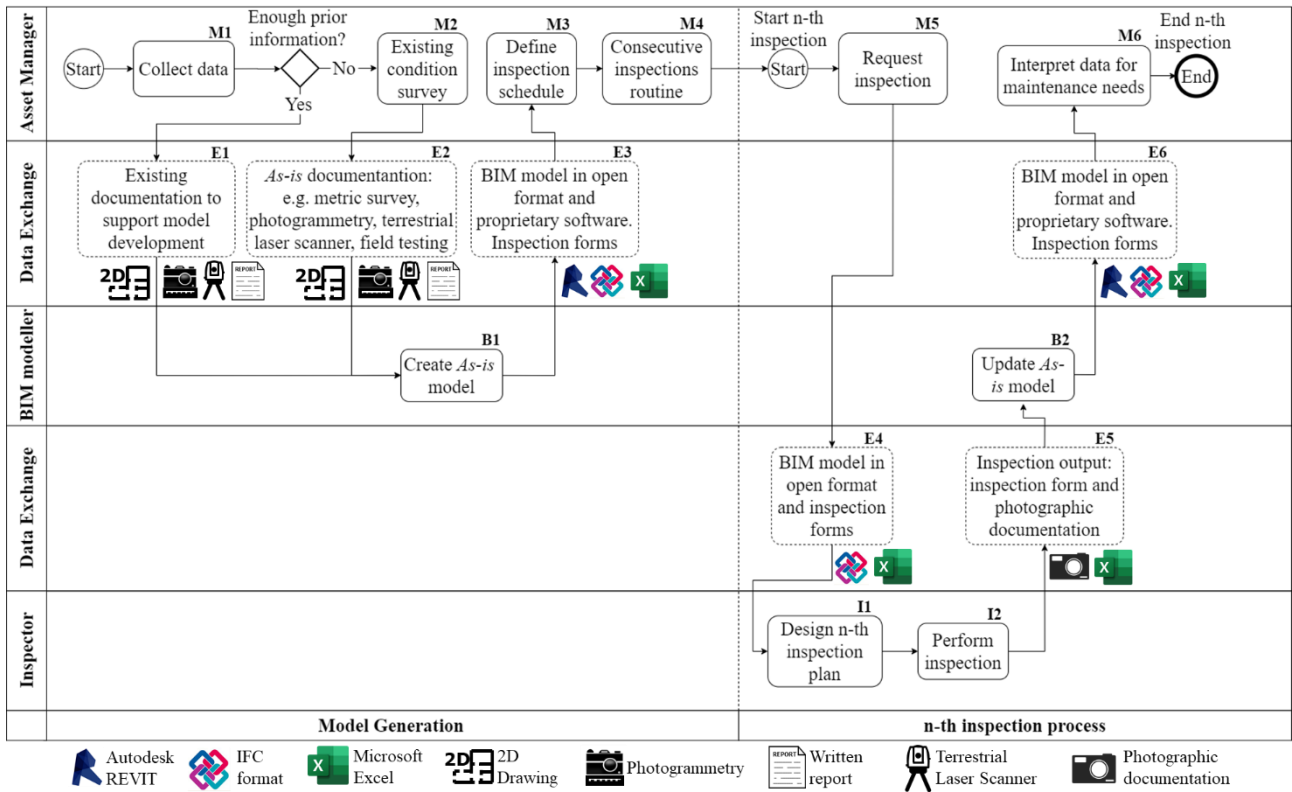 Asset Manager
Start
M1
Collect data
Enough prior
information?
No
Yes
M2
Existing
condition
survey
M3
Define
inspection
schedule
M4
Consecutive
inspections
routine
Start n-th
inspection
Start
M5
Request
inspection
M6
Interpret data for
maintenance needs
End n-th
inspection
End
Data Exchange
E1
Existing
documentation to
support model
development
2D
REPORT
E2
As-is documentantion:
e.g. metric survey,
photogrammetry, terrestrial
laser scanner, field testing
2D
REPORT
E3
BIM model in open
format and
proprietary software.
Inspection forms
X
E6
BIM model in open
format and
proprietary software.
Inspection forms
X
BIM modeller
B1
Create As-is
model
B2
Update As-
is model
Data Exchange
E4
BIM model in
open format
and inspection
forms
X
E5
Inspection output:
inspection form and
photographic
documentation
X
Inspector
I1
Design n-th
inspection
plan
I2
Perform
inspection
Model Generation
n-th inspection process
Autodesk
REVIT
IFC
format
X
Microsoft
Excel
2D
2D
Drawing
Photogrammetry
REPORT
Written
report
Terrestrial
Laser Scanner
Photographic
documentation